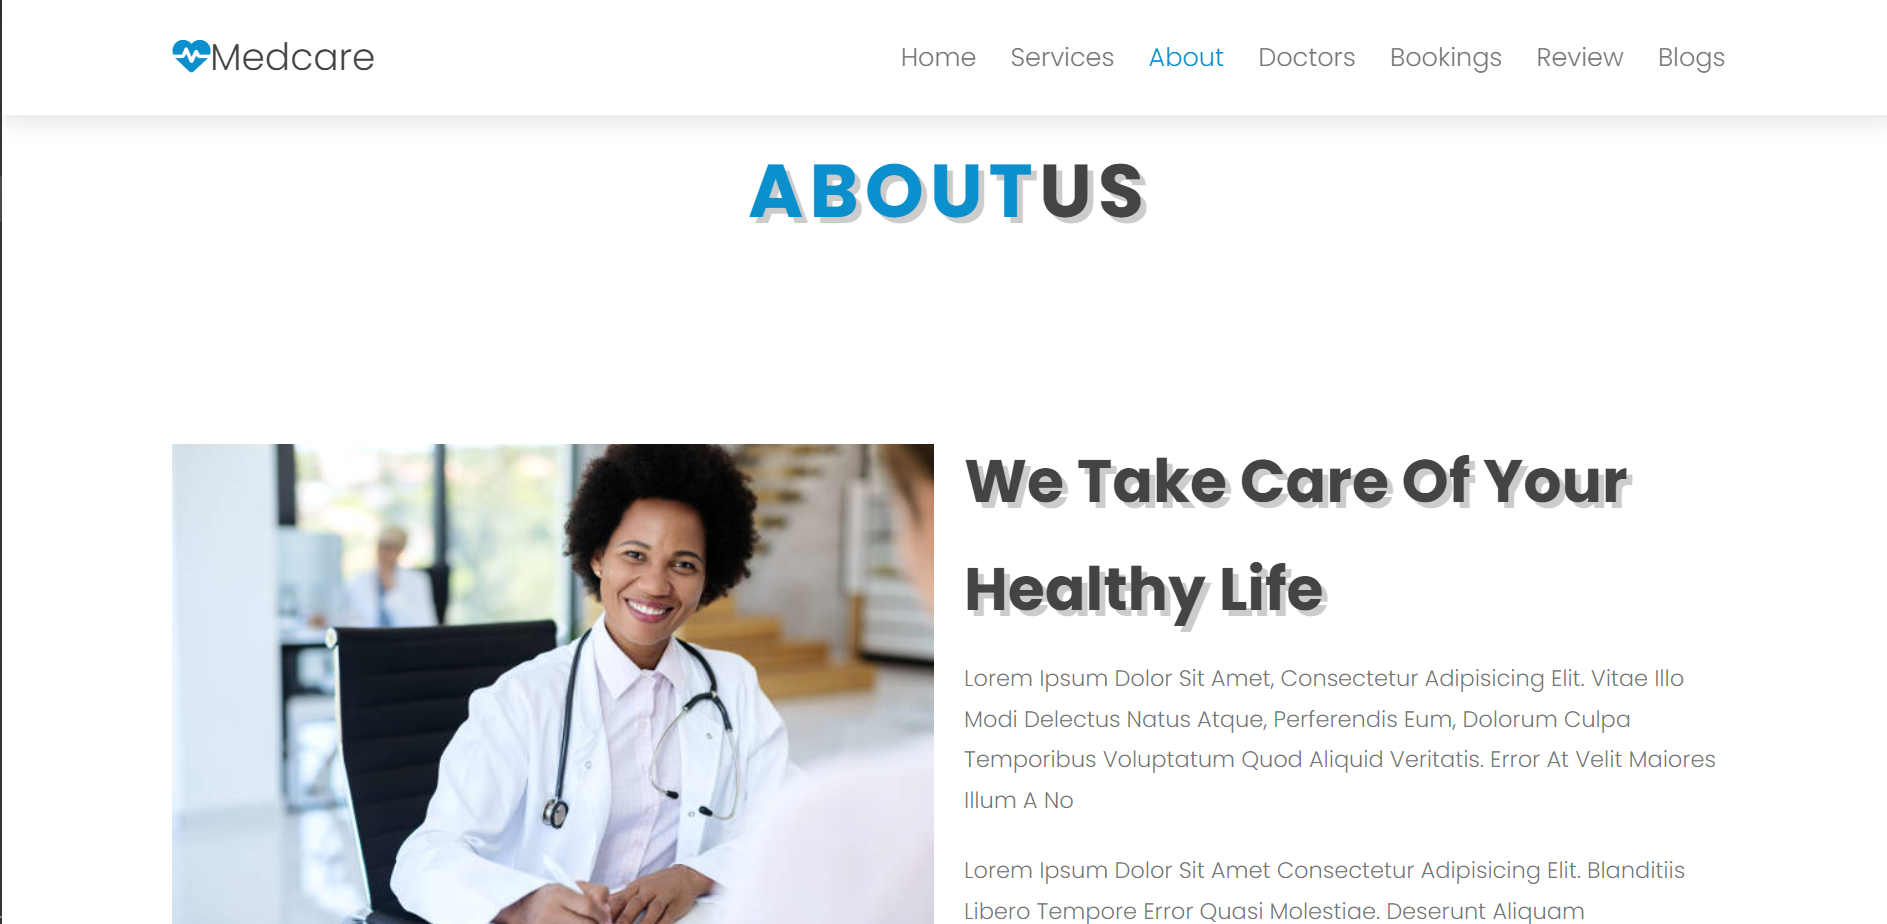 Medcare
Home Services About Doctors Bookings Review Blogs
ABOUTUS
We Take Care Of Your
Healthy Life
Lorem Ipsum Dolor Sit Amet, Consectetur Adipisicing Elit. Vitae Illo
Modi Delectus Natus Atque, Perferendis Eum, Dolorum Culpa
Temporibus Voluptatum Quod Aliquid Veritatis. Error At Velit Maiores
Illum A No
Lorem Ipsum Dolor Sit Amet Consectetur Adipisicing Elit. Blanditiis
Libero Tempore Error Quasi Molestiae. Deserunt Aliquam